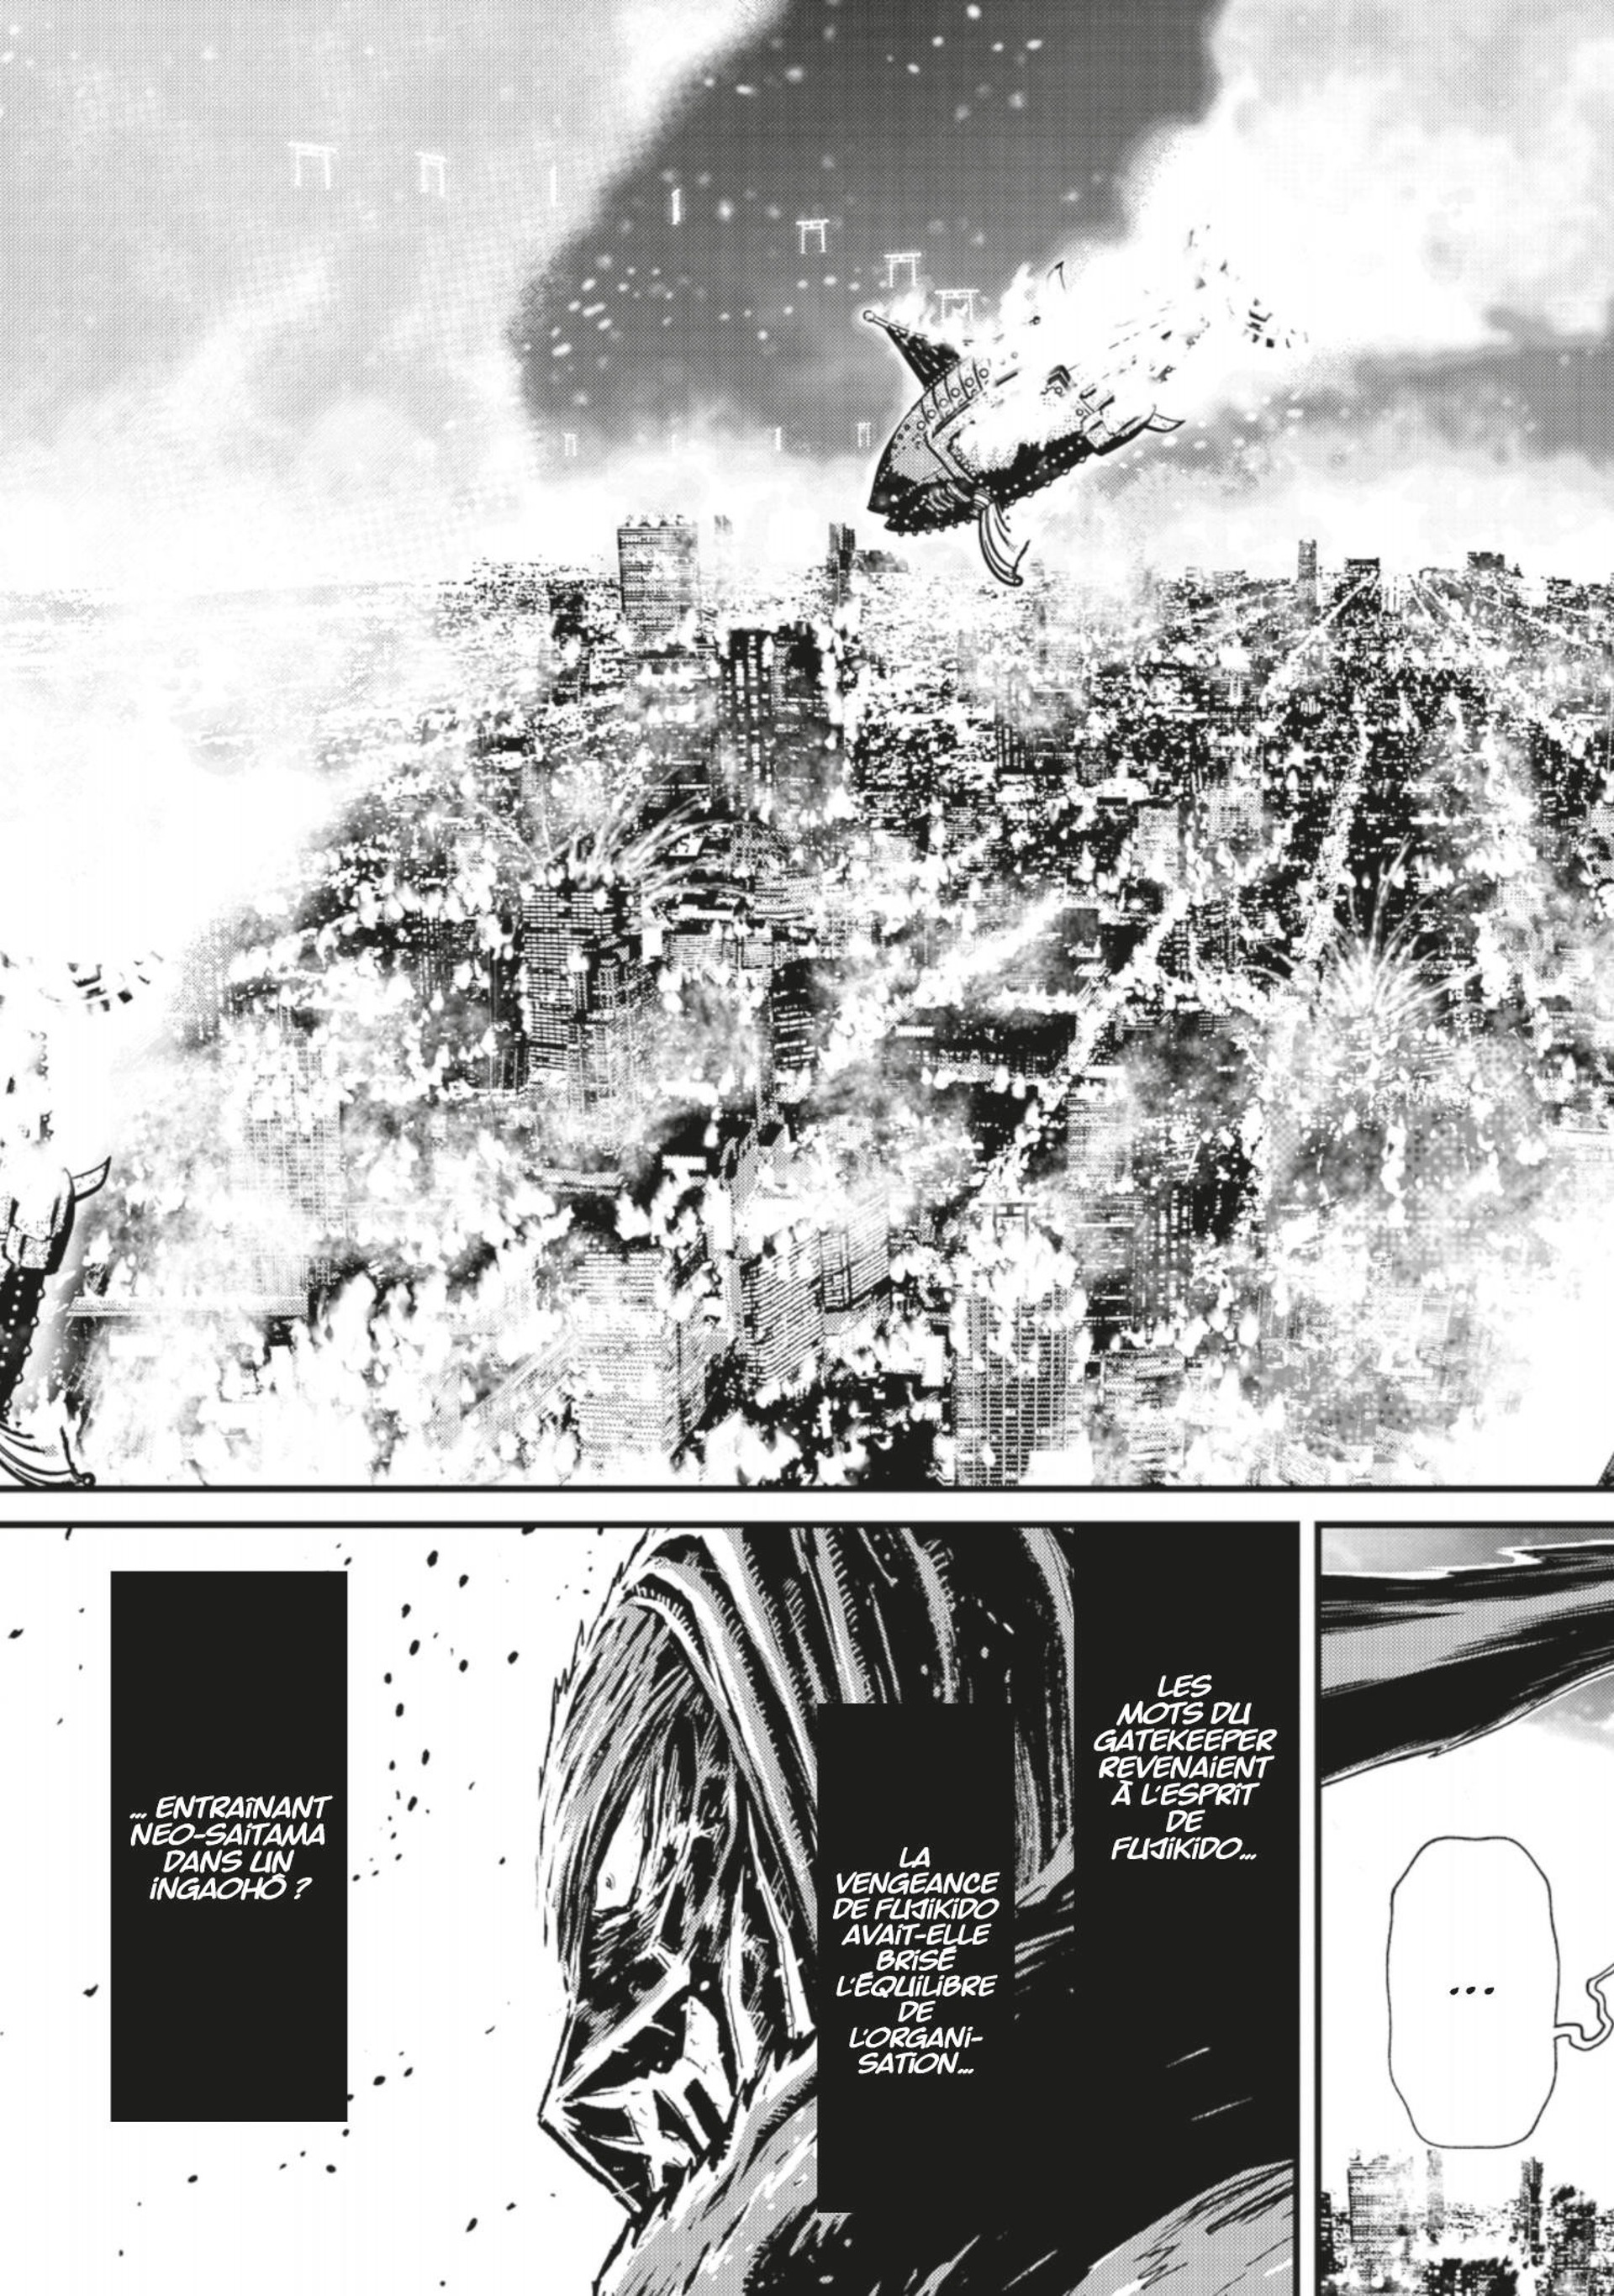 ...
LES
MOTS DU
GATEKEEPER
REVENAIENT
À L'ESPRIT
DE
FUJIKIDO...
LA
VENGEANCE
DE FUJIKIDO
AVAIT-ELLE
BRISÉ
L'ÉQUILIBRE
DE
L'ORGANI-
SATION...
... ENTRAÎNANT
NEO-SAITAMA
DANS UN
INGAOHÔ ?